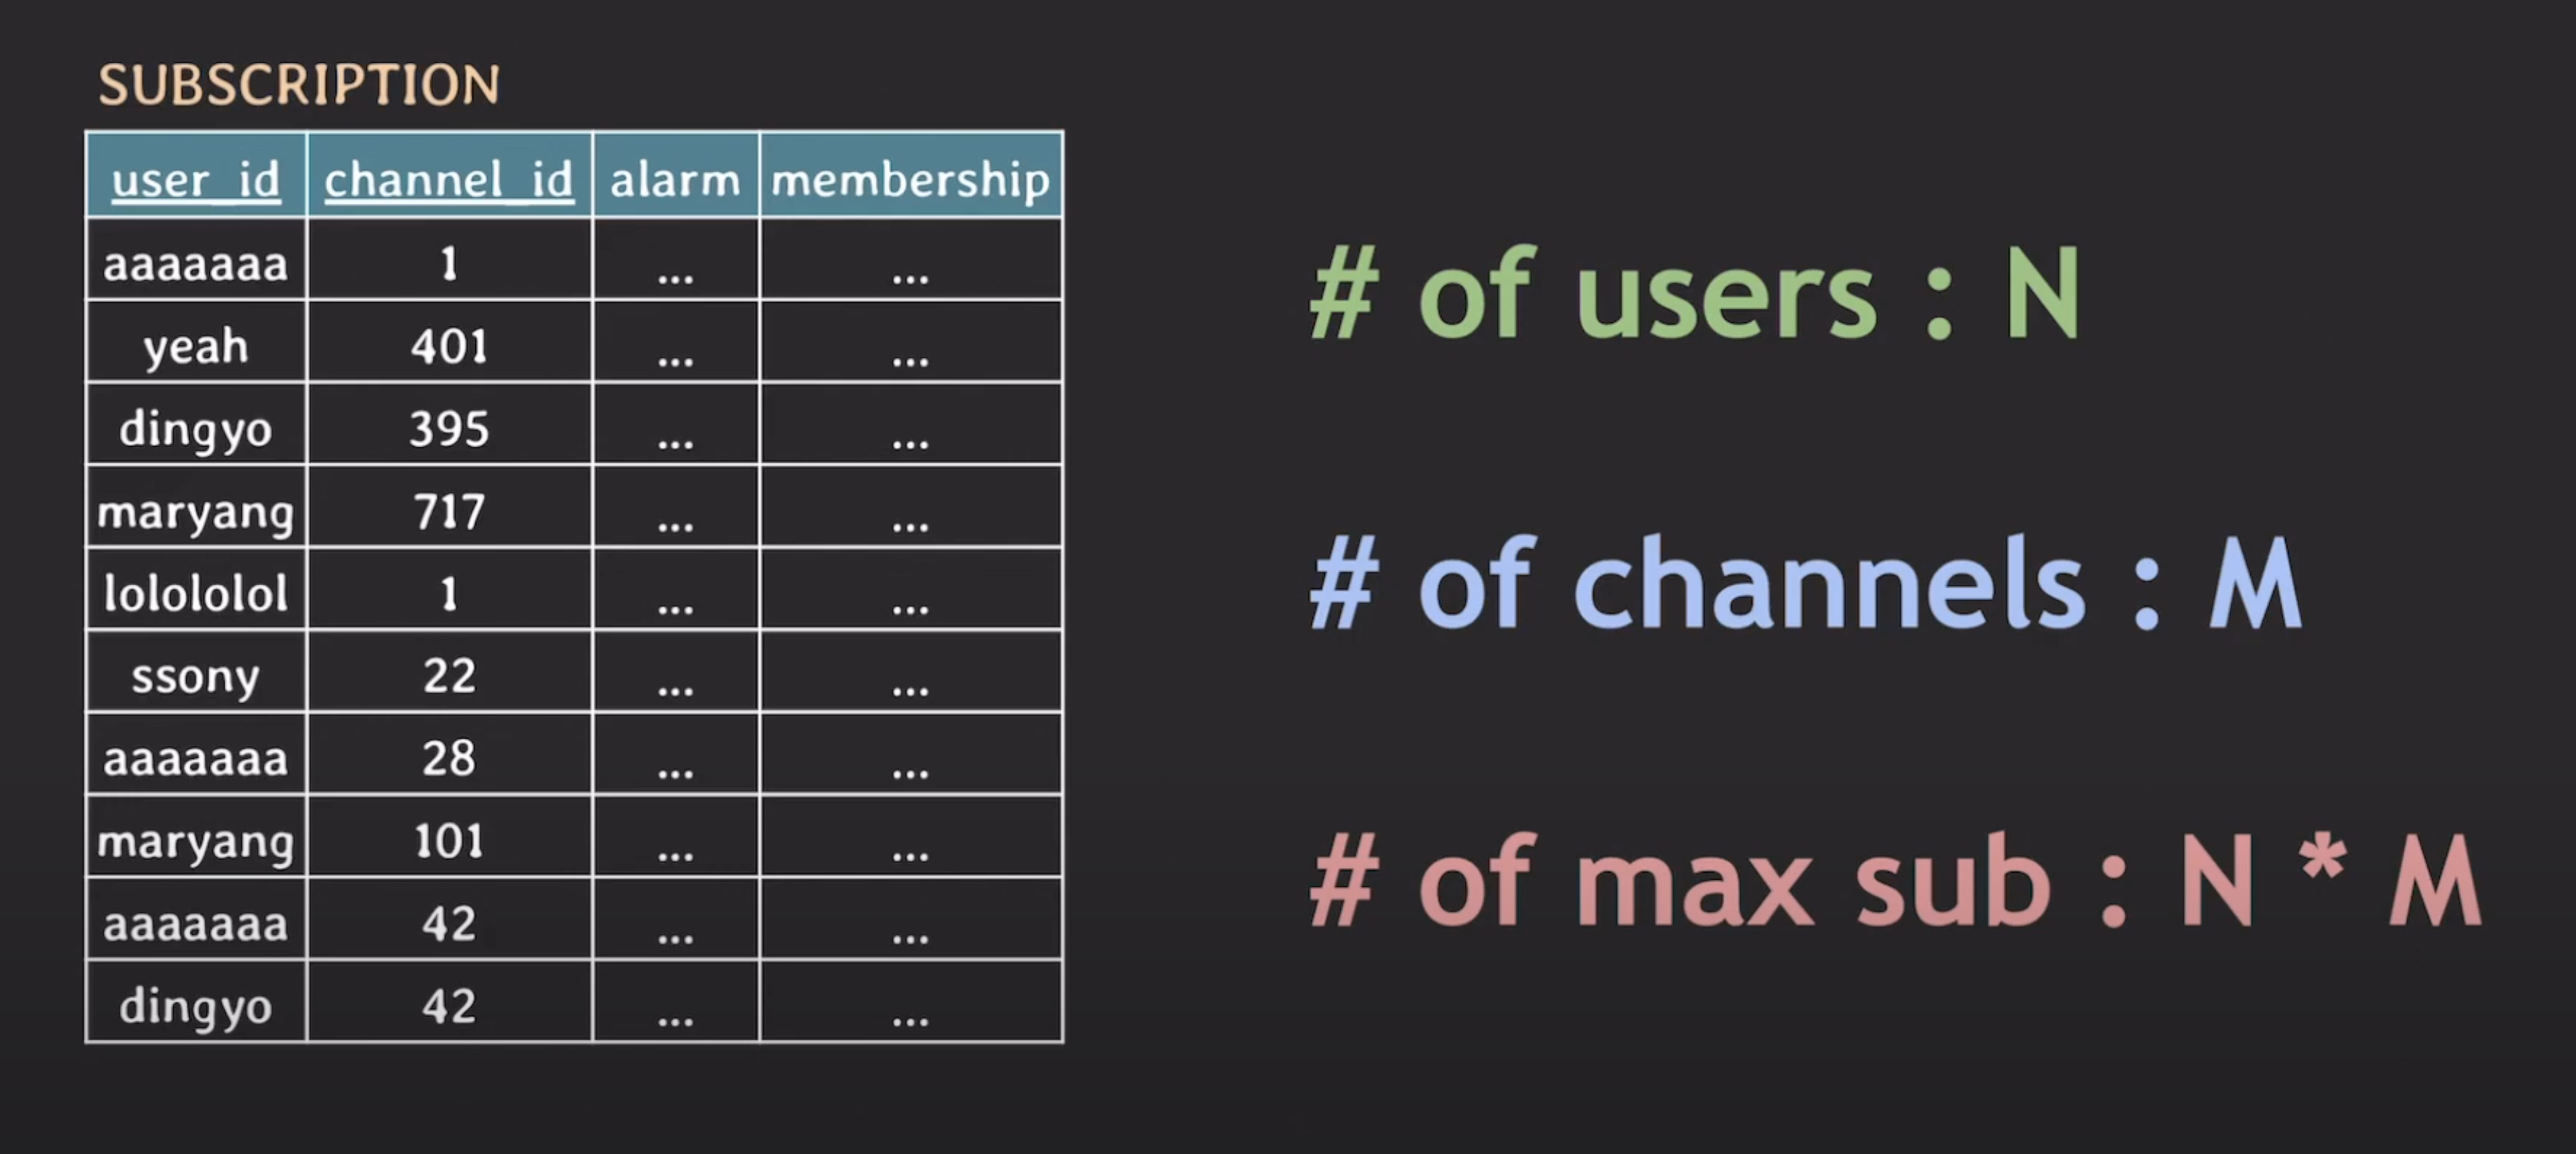 SUBSCRIPTION
user_id channel_id alarm membership
aaaaaaa 1 ... ...
yeah 401 ... ...
dingyo 395 ... ...
maryang 717 ... ...
lolololol 1 ... ...
ssony 22 ... ...
aaaaaaa 28 ... ...
maryang 101 ... ...
aaaaaaa 42 ... ...
dingyo 42 ... ...
# of users : N
# of channels : M
# of max sub : N * M